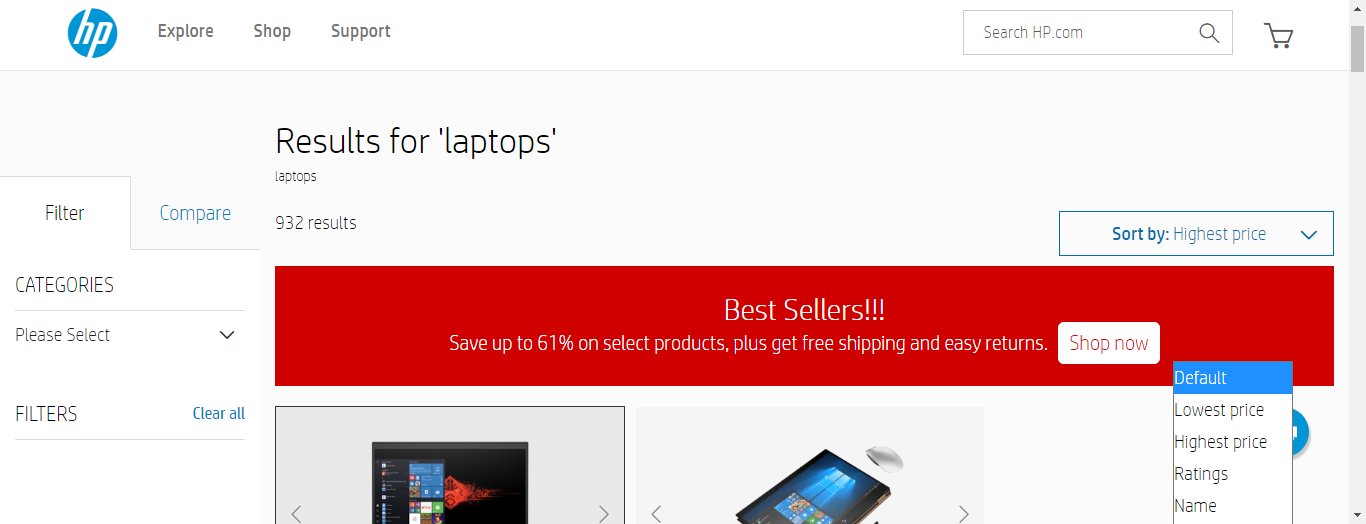 hp
Explore Shop Support
Search HP.com
Results for 'laptops'
laptops
Filter
Compare
932 results
Sort by: Highest price
CATEGORIES
Please Select
FILTERS
Clear all
Best Sellers!!!
Save up to 61% on select products, plus get free shipping and easy returns.
Shop now
Default
Lowest price
Highest price
Ratings
Name